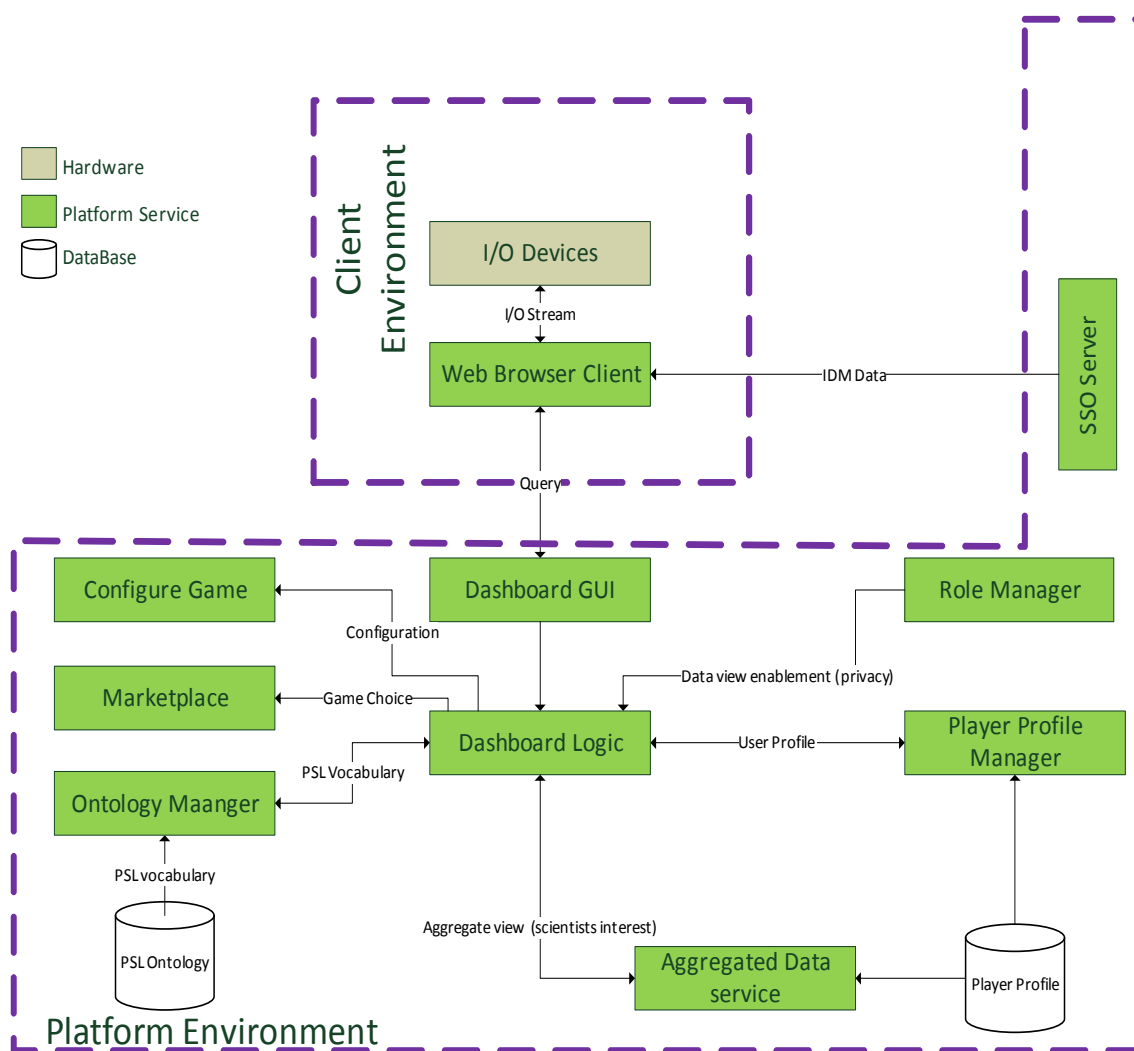 Hardware
Platform Service
DataBase
Client
Environment
I/O Devices
I/O Stream
Web Browser Client
IDM Data
SSO Server
Query
Configure Game
Dashboard GUI
Role Manager
Configuration
Marketplace
Game Choice
Data view enablement (privacy)
Dashboard Logic
User Profile
Player Profile
Manager
PSL Vocabulary
Ontology Maanger
PSL vocabulary
PSL Ontology
Aggregate view (scientists interest)
Aggregated Data
service
Player Profile
Platform Environment